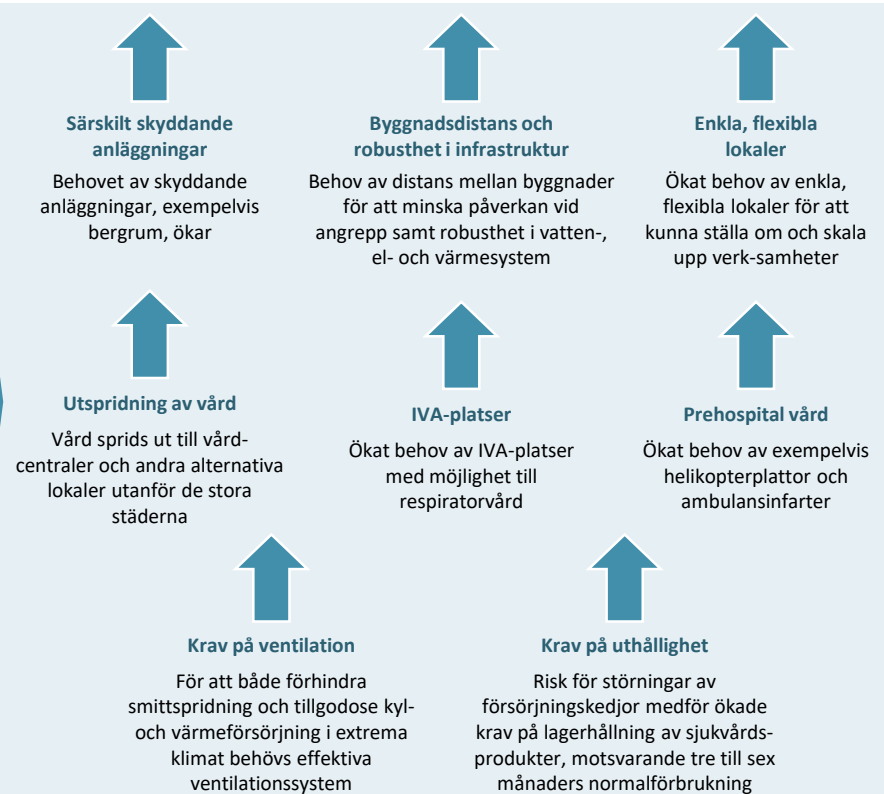 Särskilt skyddande
anläggningar
Behovet av skyddande
anläggningar, exempelvis
bergrum, ökar
Byggnadsdistans och
robusthet i infrastruktur
Behov av distans mellan byggnader
för att minska påverkan vid
angrepp samt robusthet i vatten-,
el- och värmesystem
Enkla, flexibla
lokaler
Ökat behov av enkla,
flexibla lokaler för att
kunna ställa om och skala
upp verk-samheter
Utspridning av vård
Vård sprids ut till vård-
centraler och andra alternativa
lokaler utanför de stora
städerna
IVA-platser
Ökat behov av IVA-platser
med möjlighet till
respiratorvård
Prehospital vård
Ökat behov av exempelvis
helikopterplattor och
ambulansinfarter
Krav på ventilation
För att både förhindra
smittspridning och tillgodose kyl-
och värmeförsörjning i extrema
klimat behövs effektiva
ventilationssystem
Krav på uthållighet
Risk för störningar av
försörjningskedjor medför ökade
krav på lagerhållning av sjukvårds-
produkter, motsvarande tre till sex
månaders normalförbrukning